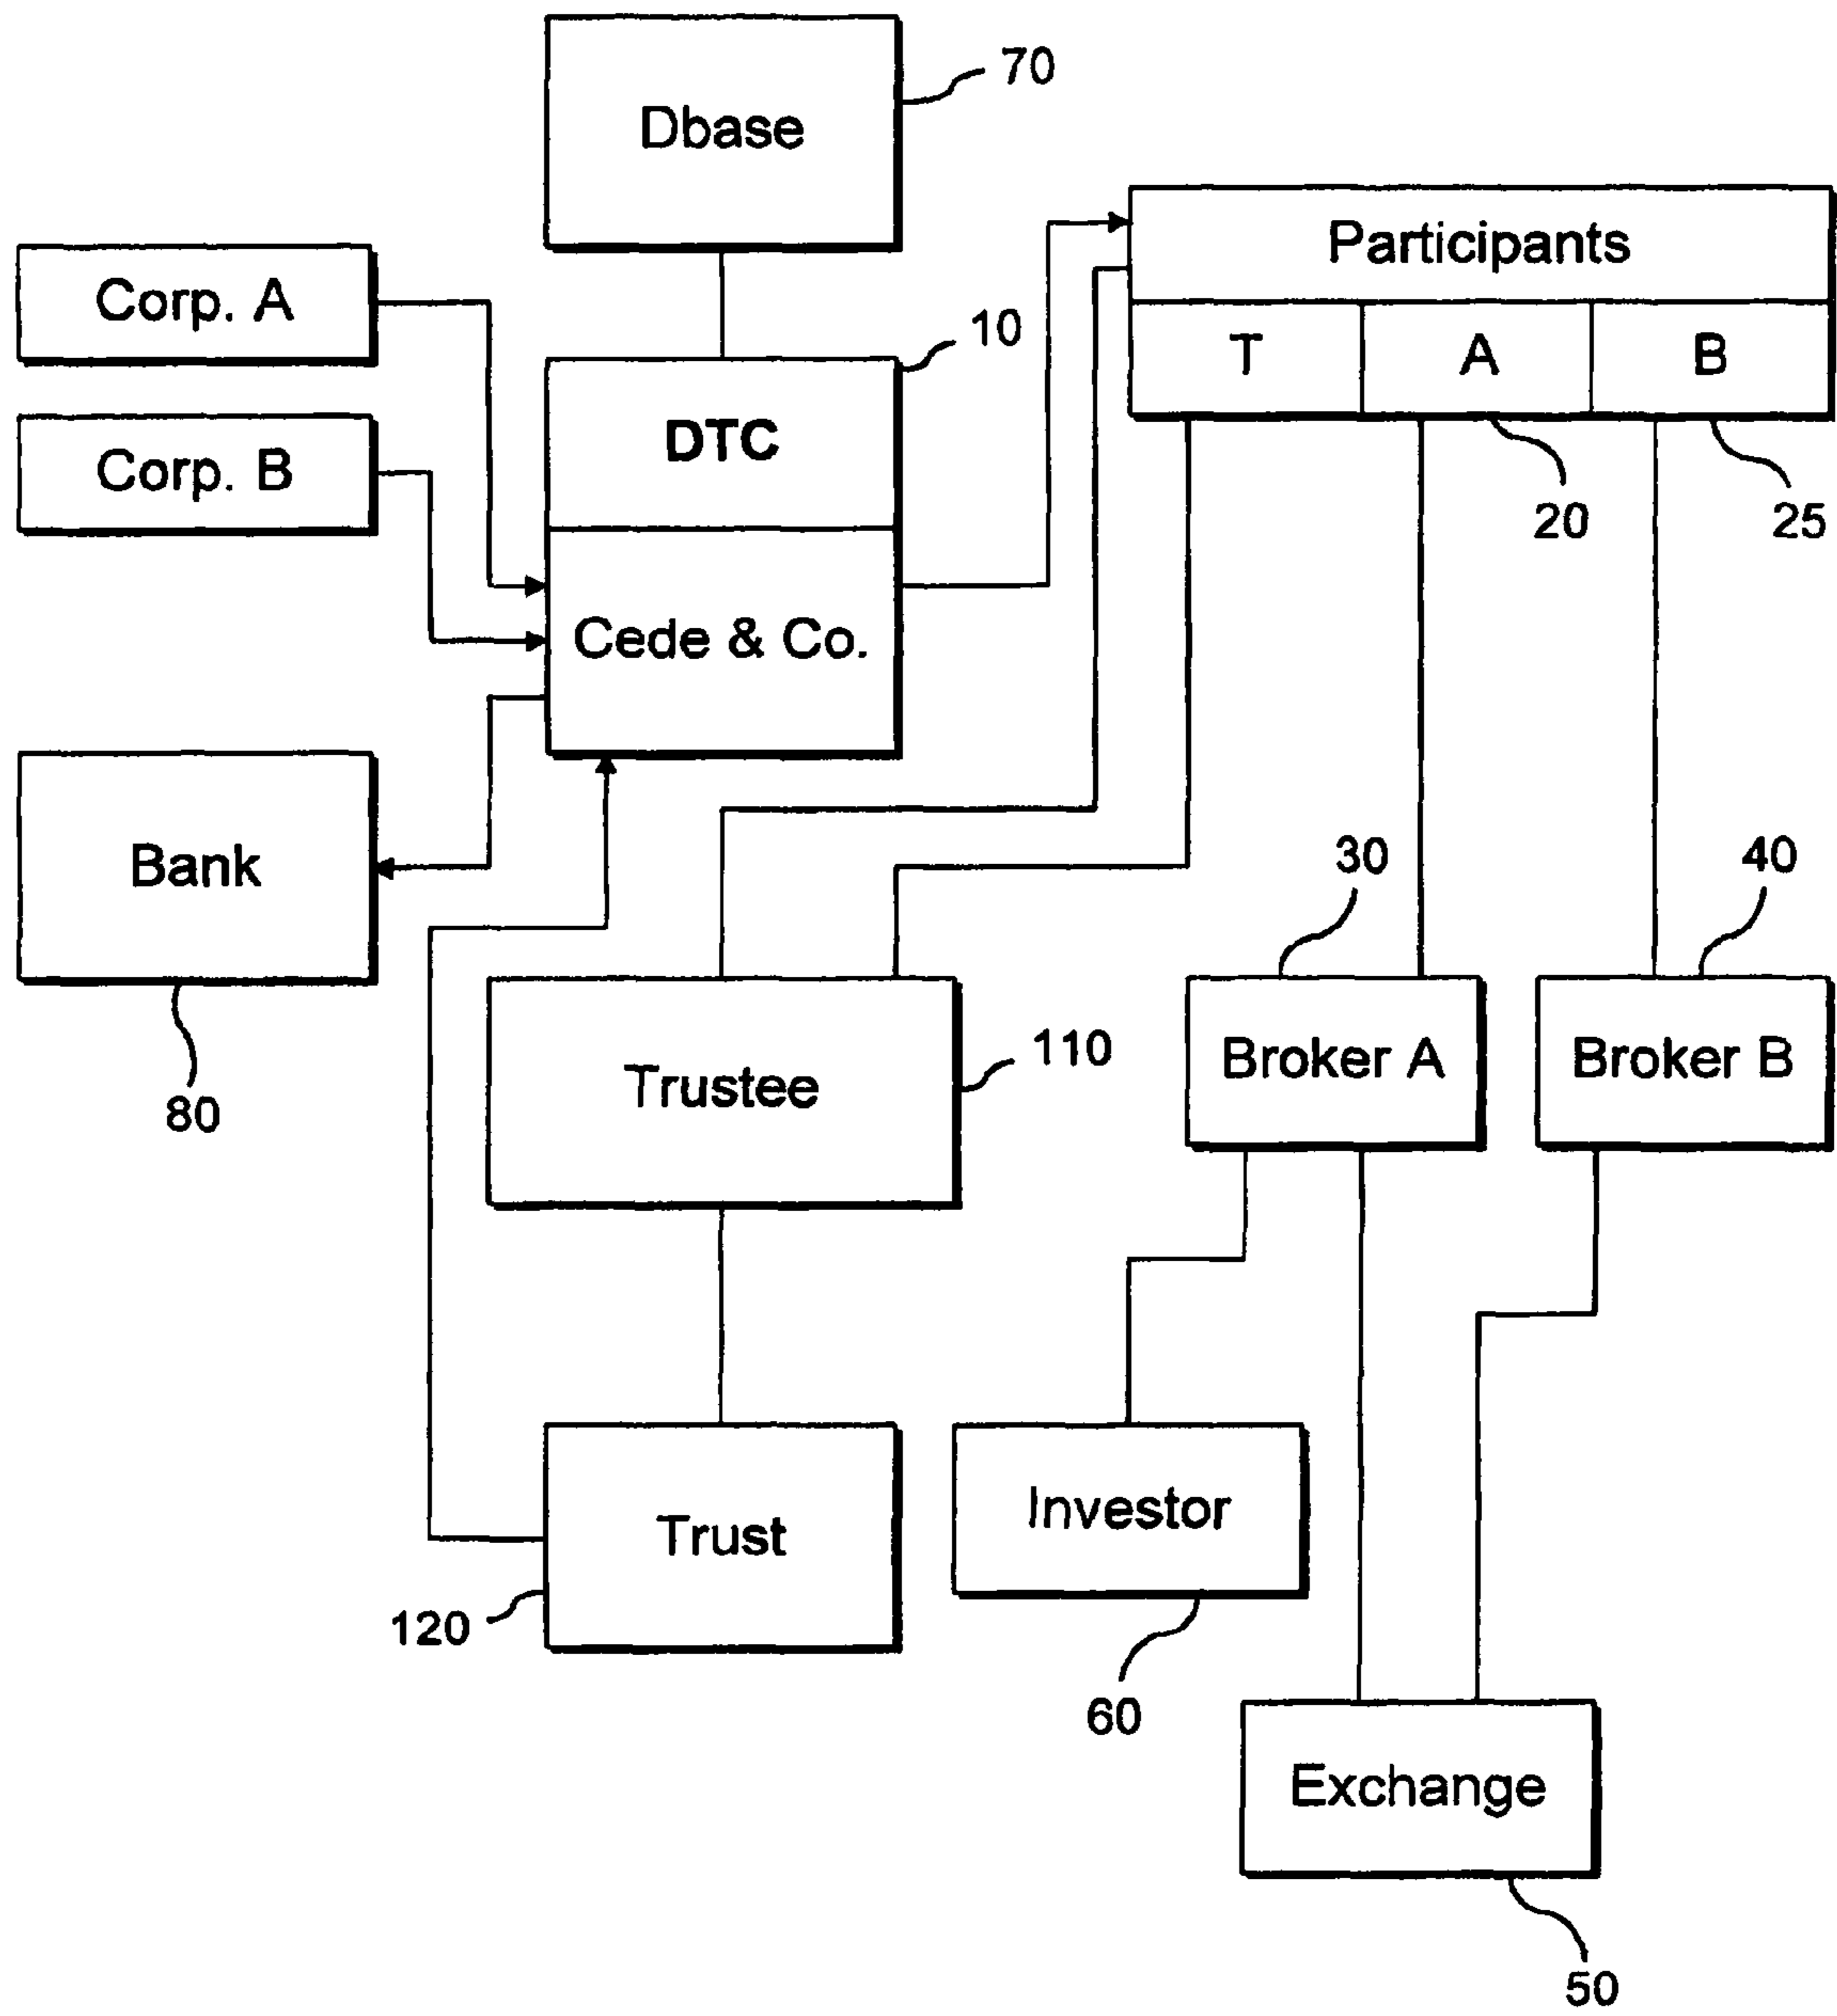 70
Dbase
Participants
Corp. A
10
T A B
DTC
Corp. B
20 25
Cede & Co.
30 40
Bank
110
Broker A Broker B
Trustee
80
Investor
Trust
120
60
Exchange
50